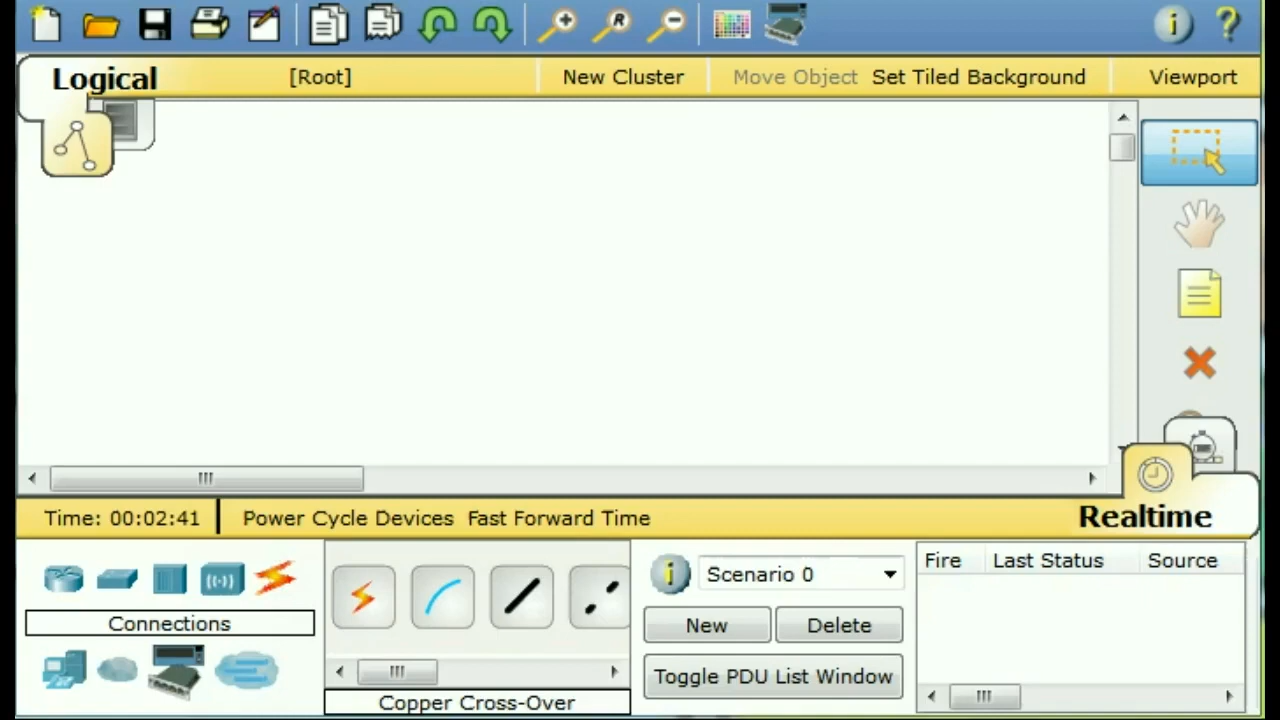 Logical [Root] New Cluster Move Object Set Tiled Background Viewport
Time: 00:02:41 Power Cycle Devices Fast Forward Time Realtime
Fire Last Status Source
Scenario 0
Connections
New Delete
Toggle PDU List Window
Copper Cross-Over